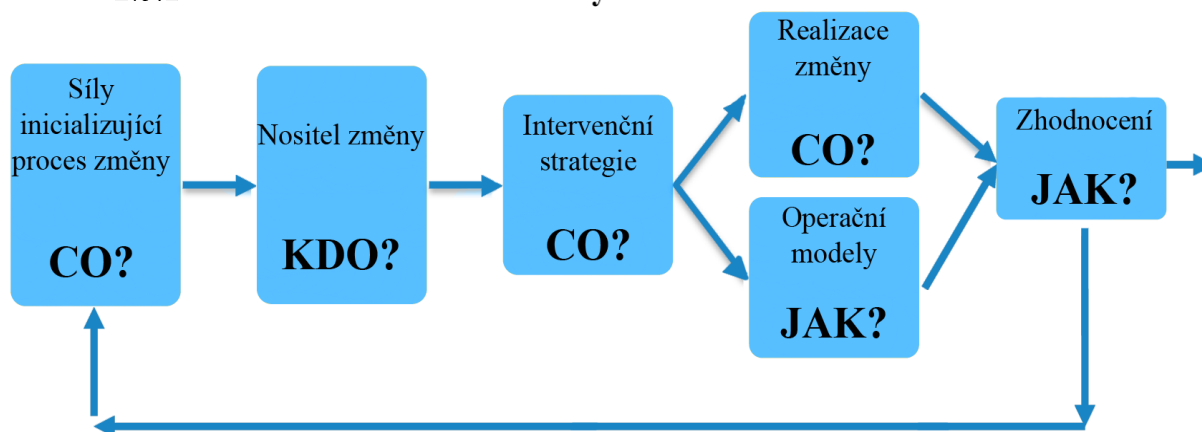 Síly
inicializující
proces změny
CO?
Nositel změny
KDO?
Intervenční
strategie
CO?
Realizace
změny
CO?
Operační
modely
JAK?
Zhodnocení
JAK?